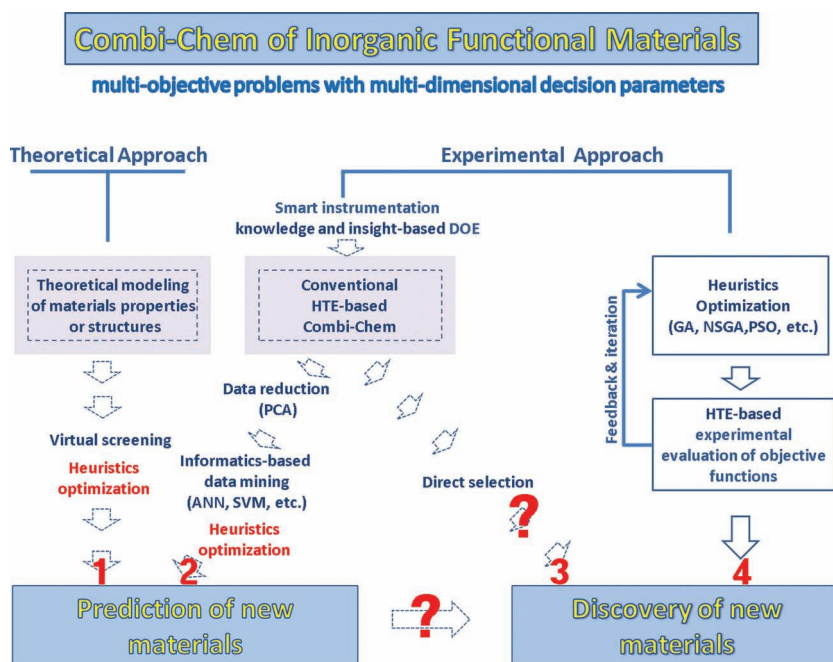 Combi-Chem of Inorganic Functional Materials
multi-objective problems with multi-dimensional decision parameters
Theoretical Approach
Experimental Approach
Smart instrumentation
knowledge and insight-based DOE
Theoretical modeling
of materials properties
or structures
Conventional
HTE-based
Combi-Chem
Heuristics
Optimization
(GA, NSGA,PSO, etc.)
Feedback & iteration
Data reduction
(PCA)
HTE-based
experimental
evaluation of objective
functions
Virtual screening
Heuristics
optimization
Informatics-based
data mining
(ANN, SVM, etc.)
Heuristics
optimization
Direct selection
?
1
2
3
4
Prediction of new
materials
?
Discovery of new
materials